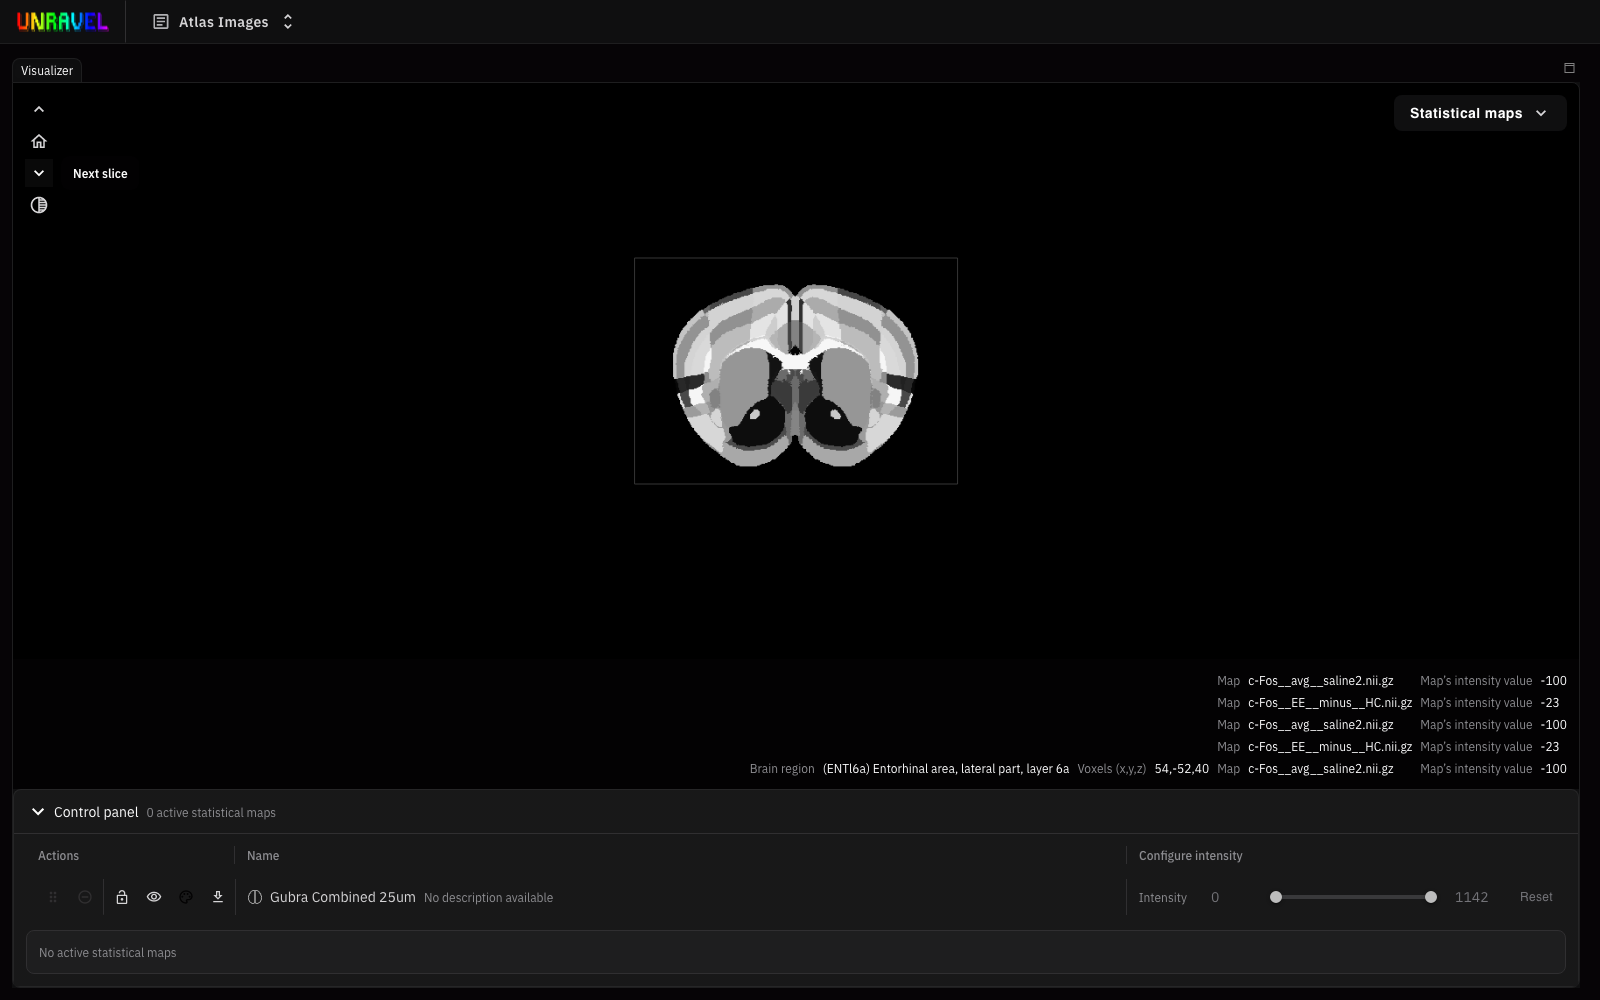 UNRAVEL Atlas Images
Visualizer
Statistical maps
Next slice
Map c-Fos__avg__saline2.nii.gz Map's intensity value -100
Map c-Fos__EE__minus__HC.nii.gz Map's intensity value -23
Map c-Fos__avg__saline2.nii.gz Map's intensity value -100
Map c-Fos__EE__minus__HC.nii.gz Map's intensity value -23
Brain region (ENTl6a) Entorhinal area, lateral part, layer 6a Voxels (x,y,z) 54,-52,40 Map c-Fos__avg__saline2.nii.gz Map's intensity value -100
Control panel 0 active statistical maps
Actions Name Configure intensity
Gubra Combined 25um No description available Intensity 0 1142 Reset
No active statistical maps